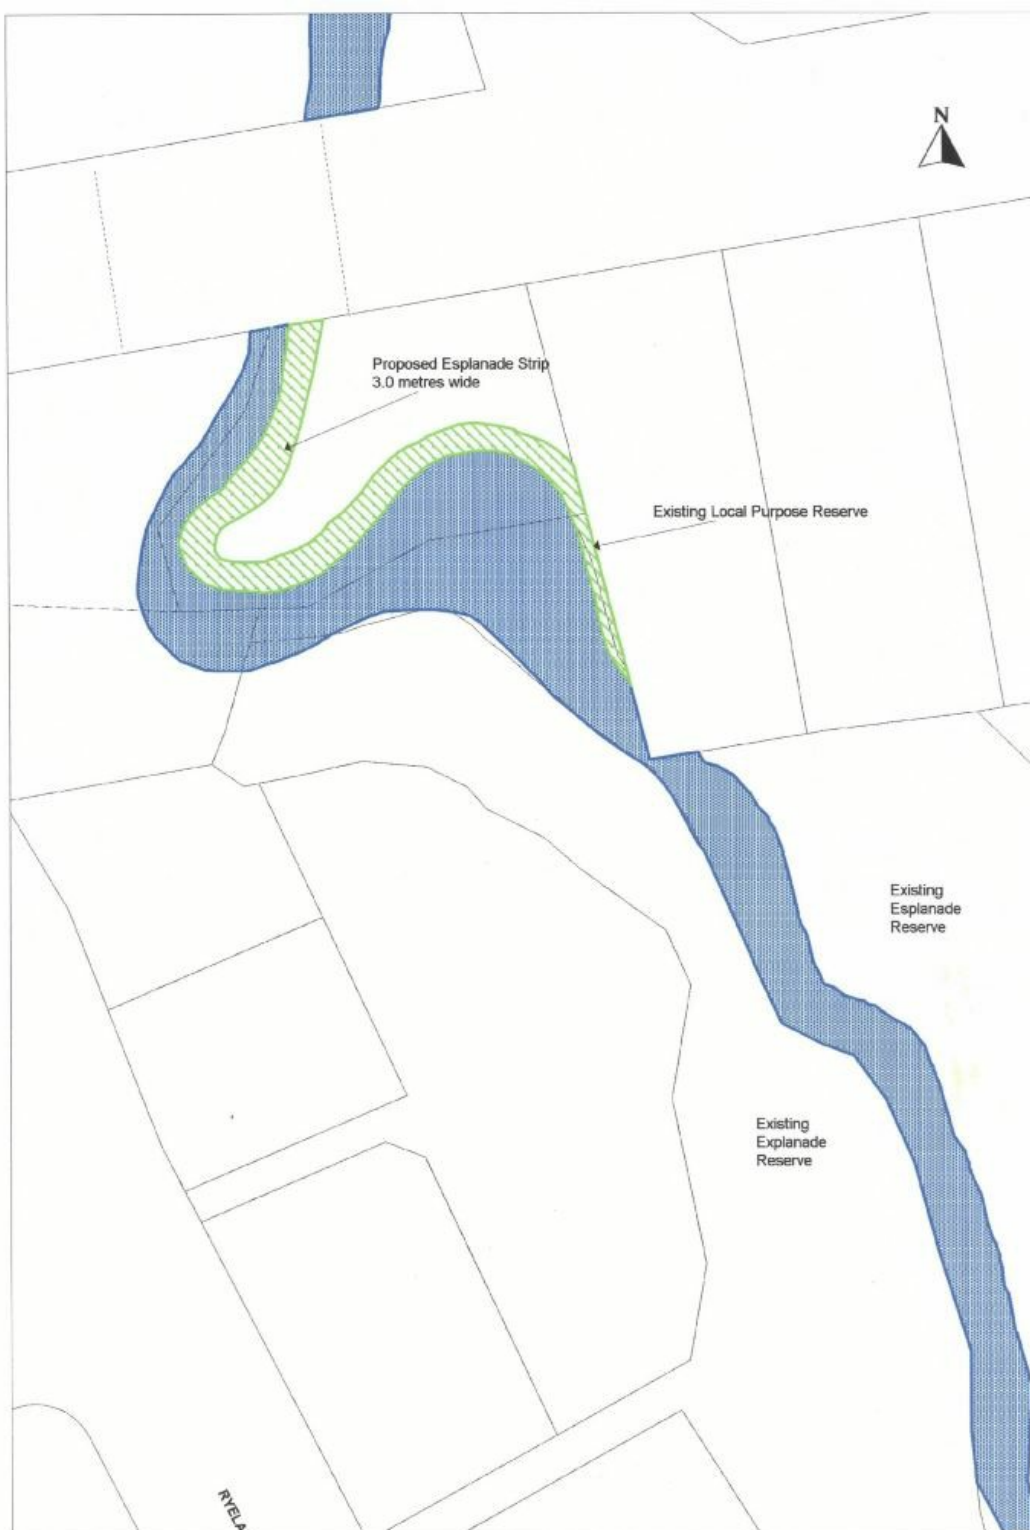 N
Proposed Esplanade Strip
3.0 metres wide
Existing Local Purpose Reserve
Existing
Esplanade
Reserve
Existing
Explanade
Reserve
RYELA